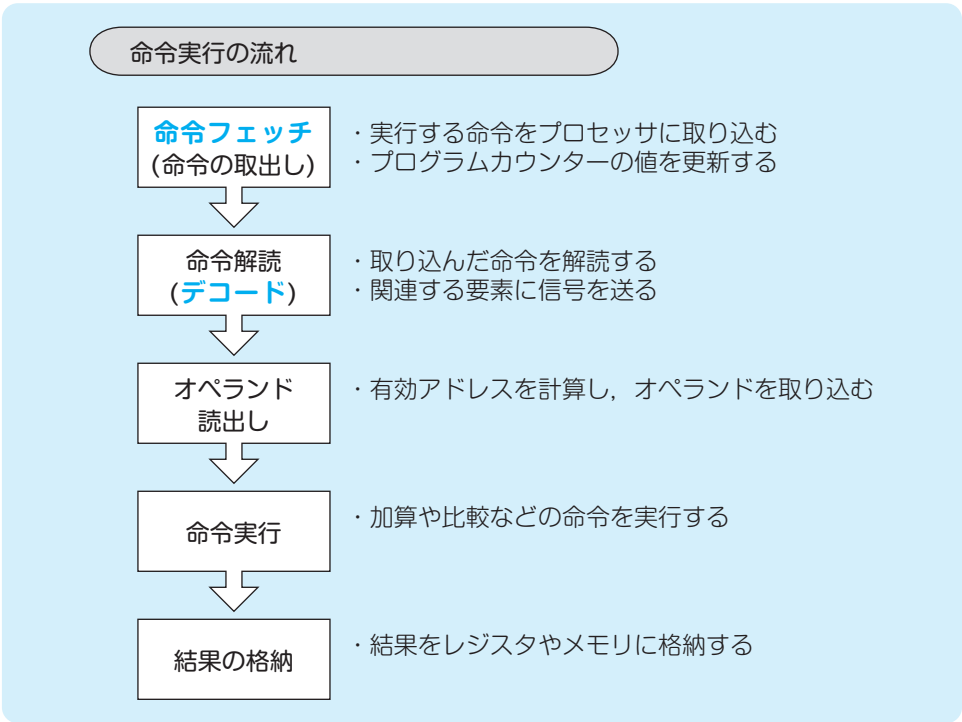 命令実行の流れ
命令フェッチ
(命令の取出し)
・実行する命令をプロセッサに取り込む
・プログラムカウンターの値を更新する
命令解読
(デコード)
・取り込んだ命令を解読する
・関連する要素に信号を送る
オペランド
読出し
・有効アドレスを計算し，オペランドを取り込む
命令実行
・加算や比較などの命令を実行する
結果の格納
・結果をレジスタやメモリに格納する